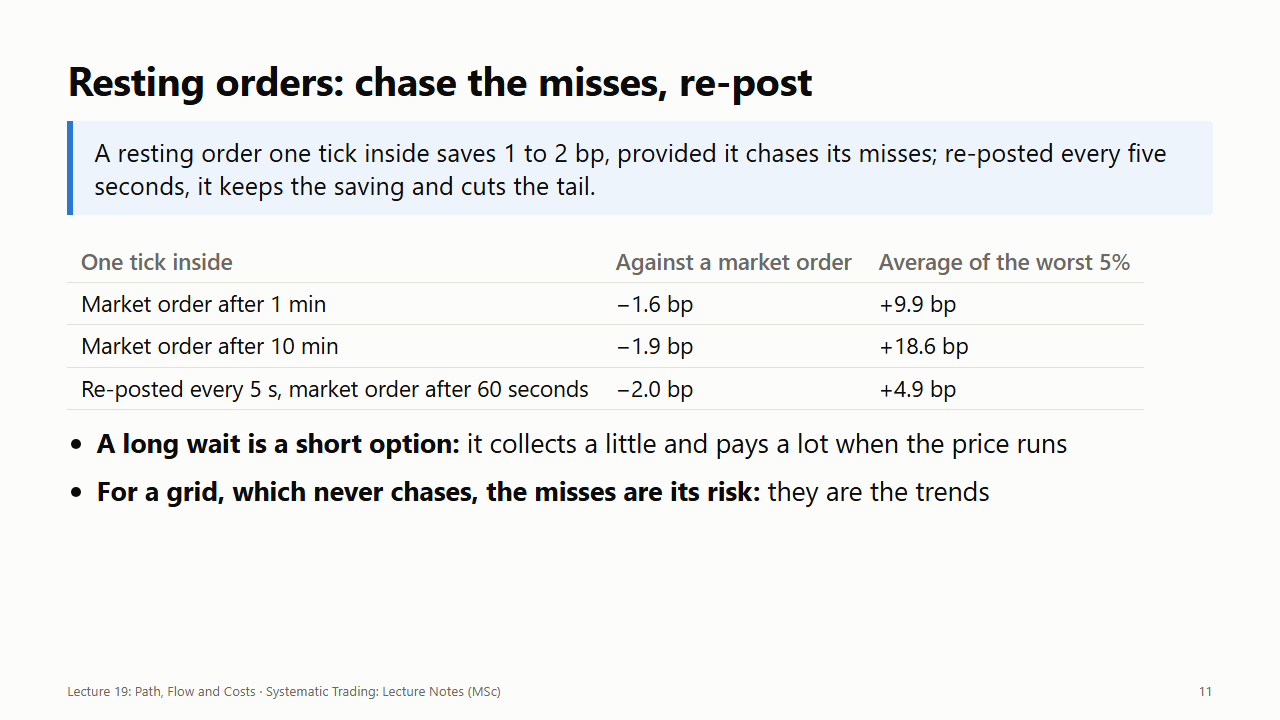 Resting orders: chase the misses, re-post
A resting order one tick inside saves 1 to 2 bp, provided it chases its misses; re-posted every five
seconds, it keeps the saving and cuts the tail.
One tick inside Against a market order Average of the worst 5%
Market order after 1 min −1.6 bp +9.9 bp
Market order after 10 min −1.9 bp +18.6 bp
Re-posted every 5 s, market order after 60 seconds −2.0 bp +4.9 bp
• A long wait is a short option: it collects a little and pays a lot when the price runs
• For a grid, which never chases, the misses are its risk: they are the trends
Lecture 19: Path, Flow and Costs · Systematic Trading: Lecture Notes (MSc) 11